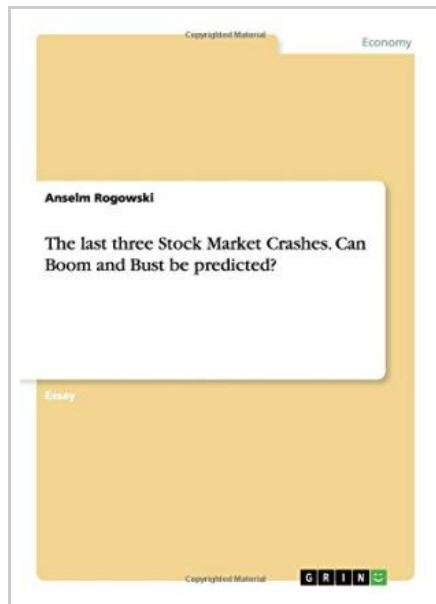 Copyrighted Material
Economy
Anselm Rogowski
The last three Stock Market Crashes. Can
Boom and Bust be predicted?
Essay
Copyrighted Material
GRIN